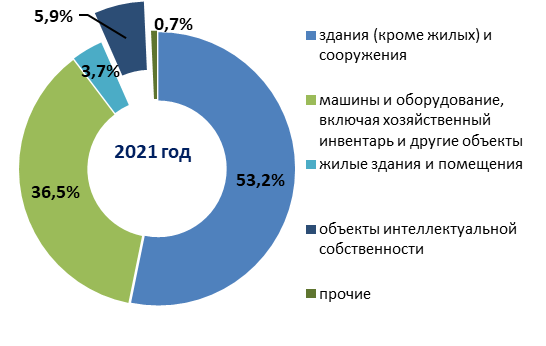 5,9%
0,7%
3,7%
36,5%
2021 год
53,2%
здания (кроме жилых) и
сооружения
машины и оборудование,
включая хозяйственный
инвентарь и другие объекты
жилые здания и помещения
объекты интеллектуальной
собственности
прочие